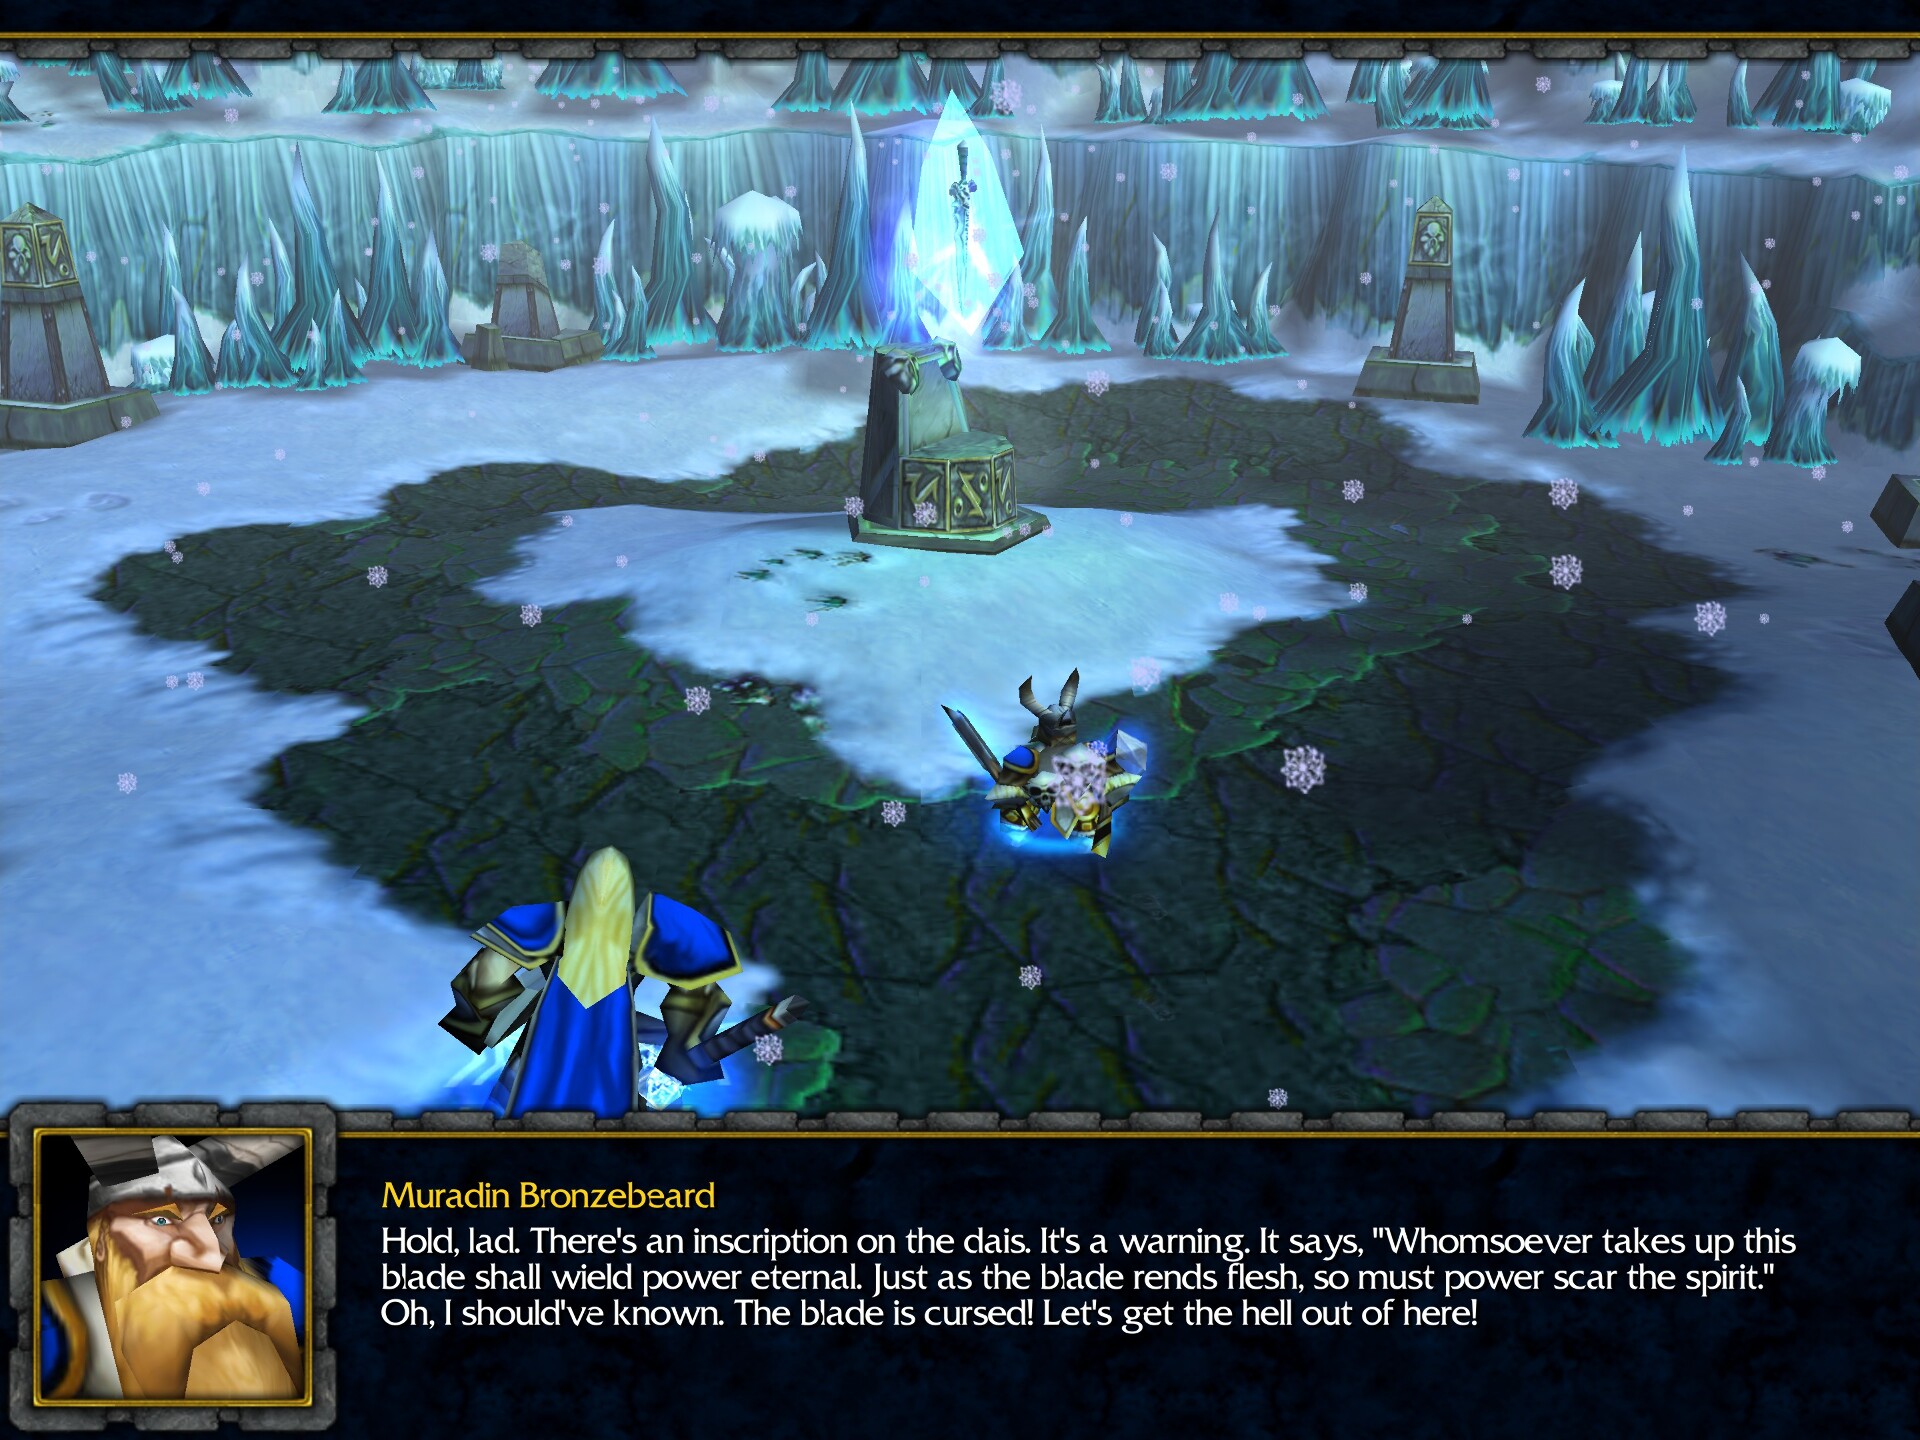 Muradin Bronzebeard
Hold, lad. There's an inscription on the dais. It's a warning. It says, "Whomsoever takes up this
blade shall wield power eternal. Just as the blade rends flesh, so must power scar the spirit."
Oh, I should've known. The blade is cursed! Let's get the hell out of here!